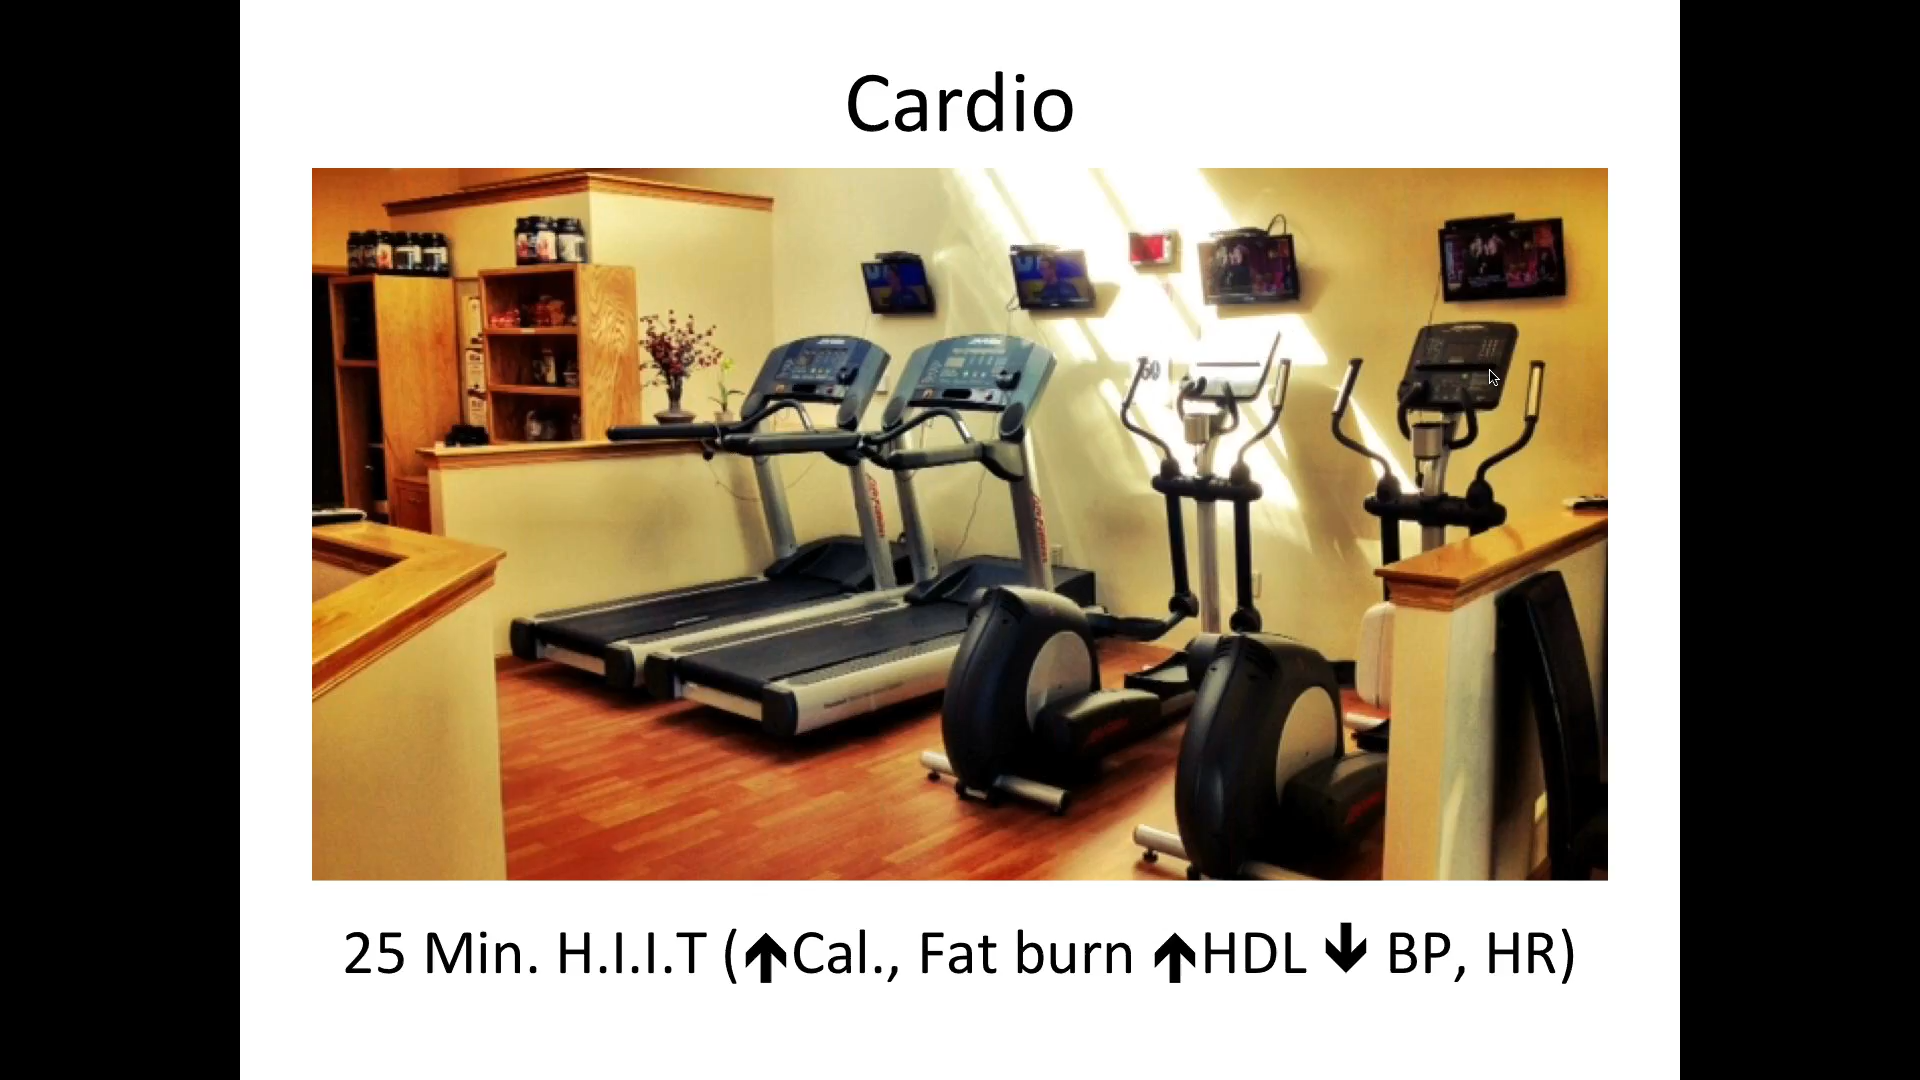 Cardio
25 Min. H.I.I.T (🡅Cal., Fat burn 🡅HDL 🡇 BP, HR)